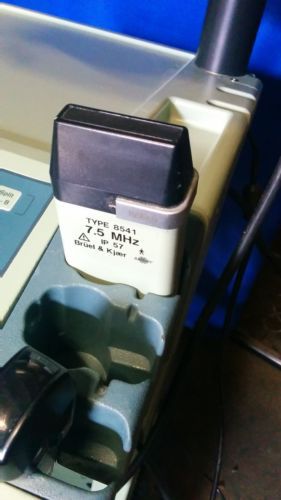 TYPE 8541
7.5 MHz
IP 57
Brüel & Kjær